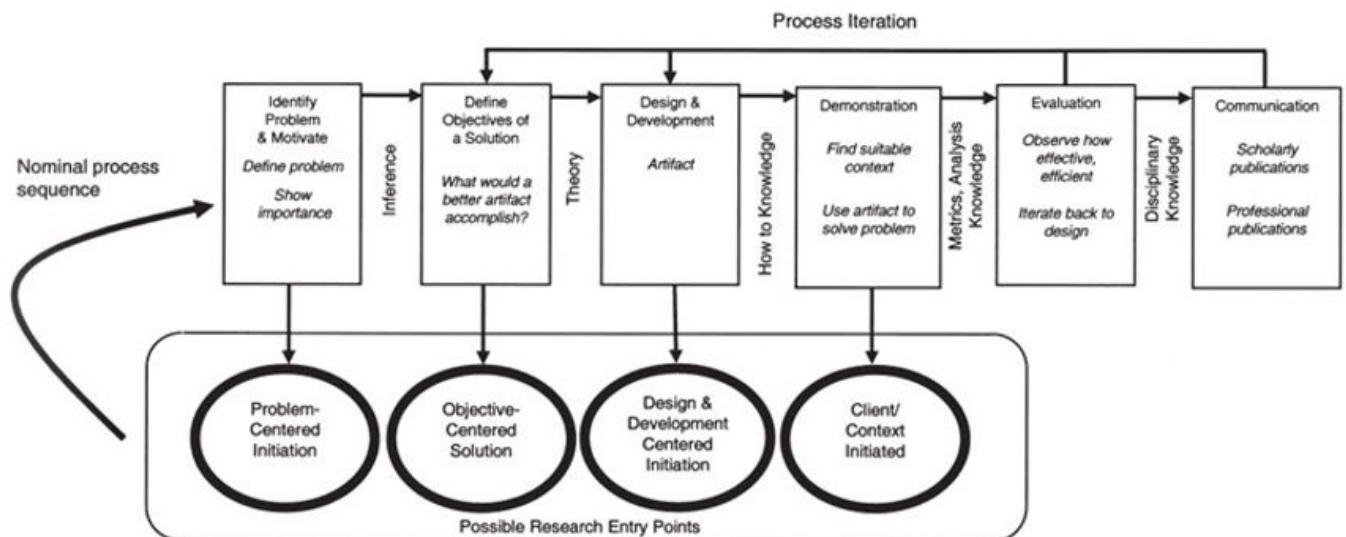 Process Iteration
Nominal process
sequence
Identify
Problem
& Motivate
Define problem
Show
importance
Inference
Define
Objectives of
a Solution
What would a
better artifact
accomplish?
Theory
Design &
Development
Artifact
How to Knowledge
Demonstration
Find suitable
context
Use artifact to
solve problem
Metrics, Analysis
Knowledge
Evaluation
Observe how
effective,
efficient
Iterate back to
design
Disciplinary
Knowledge
Communication
Scholarly
publications
Professional
publications
Problem-
Centered
Initiation
Objective-
Centered
Solution
Design &
Development
Centered
Initiation
Client/
Context
Initiated
Possible Research Entry Points